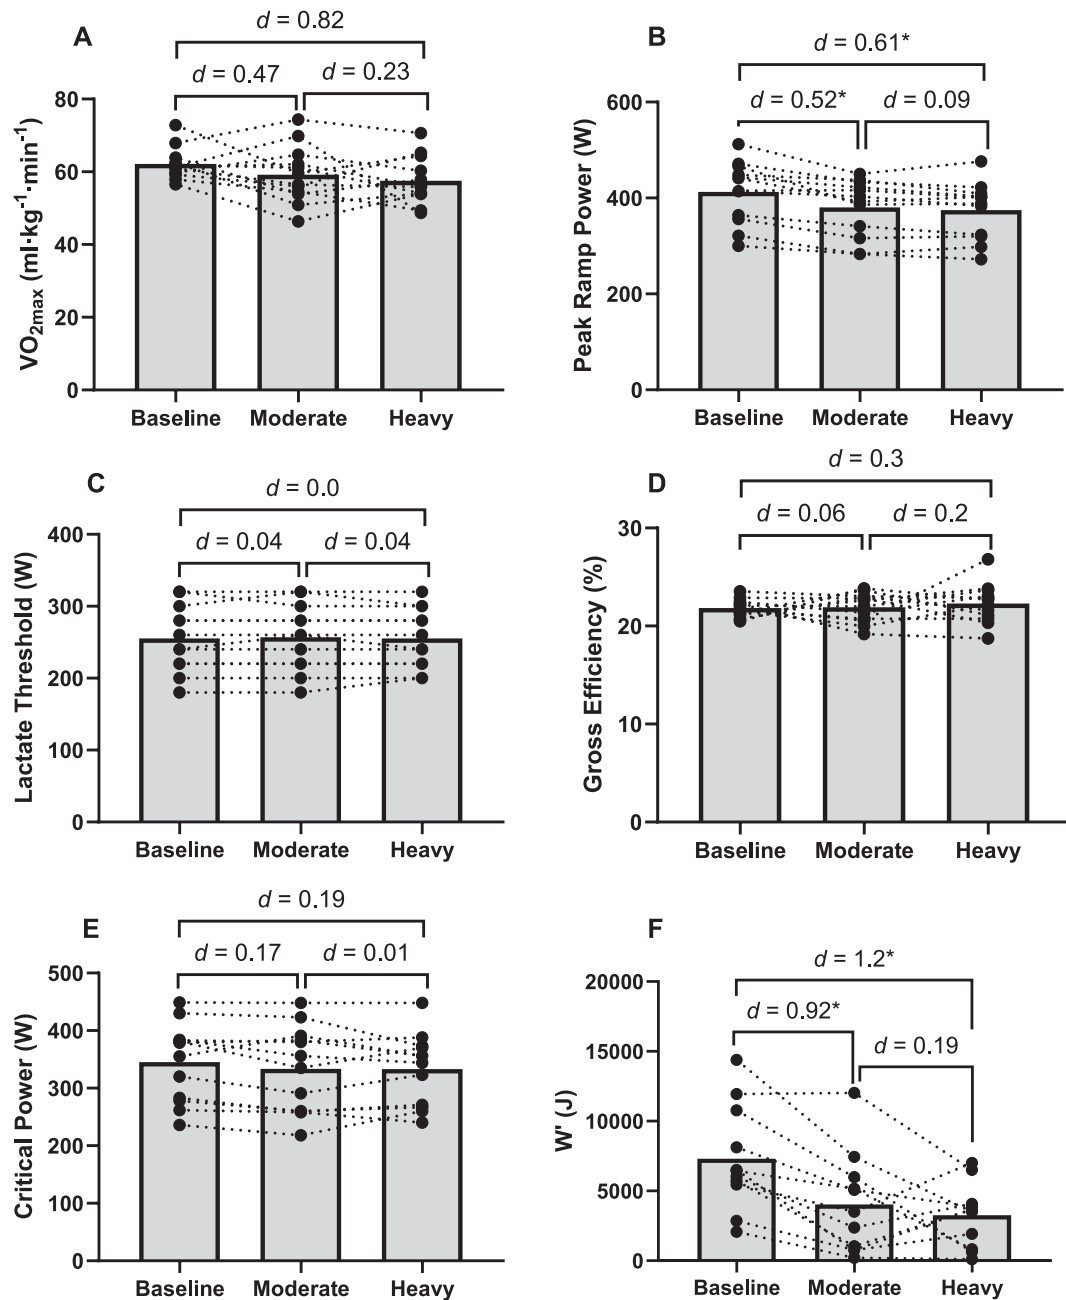 A
d = 0.82
d = 0.47
d = 0.23
VO2max (ml·kg-1·min-1)
80
60
40
20
0
Baseline
Moderate
Heavy
B
d = 0.61*
d = 0.52*
d = 0.09
Peak Ramp Power (W)
600
400
200
0
Baseline
Moderate
Heavy
C
d = 0.0
d = 0.04
d = 0.04
Lactate Threshold (W)
400
300
200
100
0
Baseline
Moderate
Heavy
D
d = 0.3
d = 0.06
d = 0.2
Gross Efficiency (%)
30
20
10
0
Baseline
Moderate
Heavy
E
d = 0.19
d = 0.17
d = 0.01
Critical Power (W)
500
400
300
200
100
0
Baseline
Moderate
Heavy
F
d = 1.2*
d = 0.92*
d = 0.19
W' (J)
20000
15000
10000
5000
0
Baseline
Moderate
Heavy